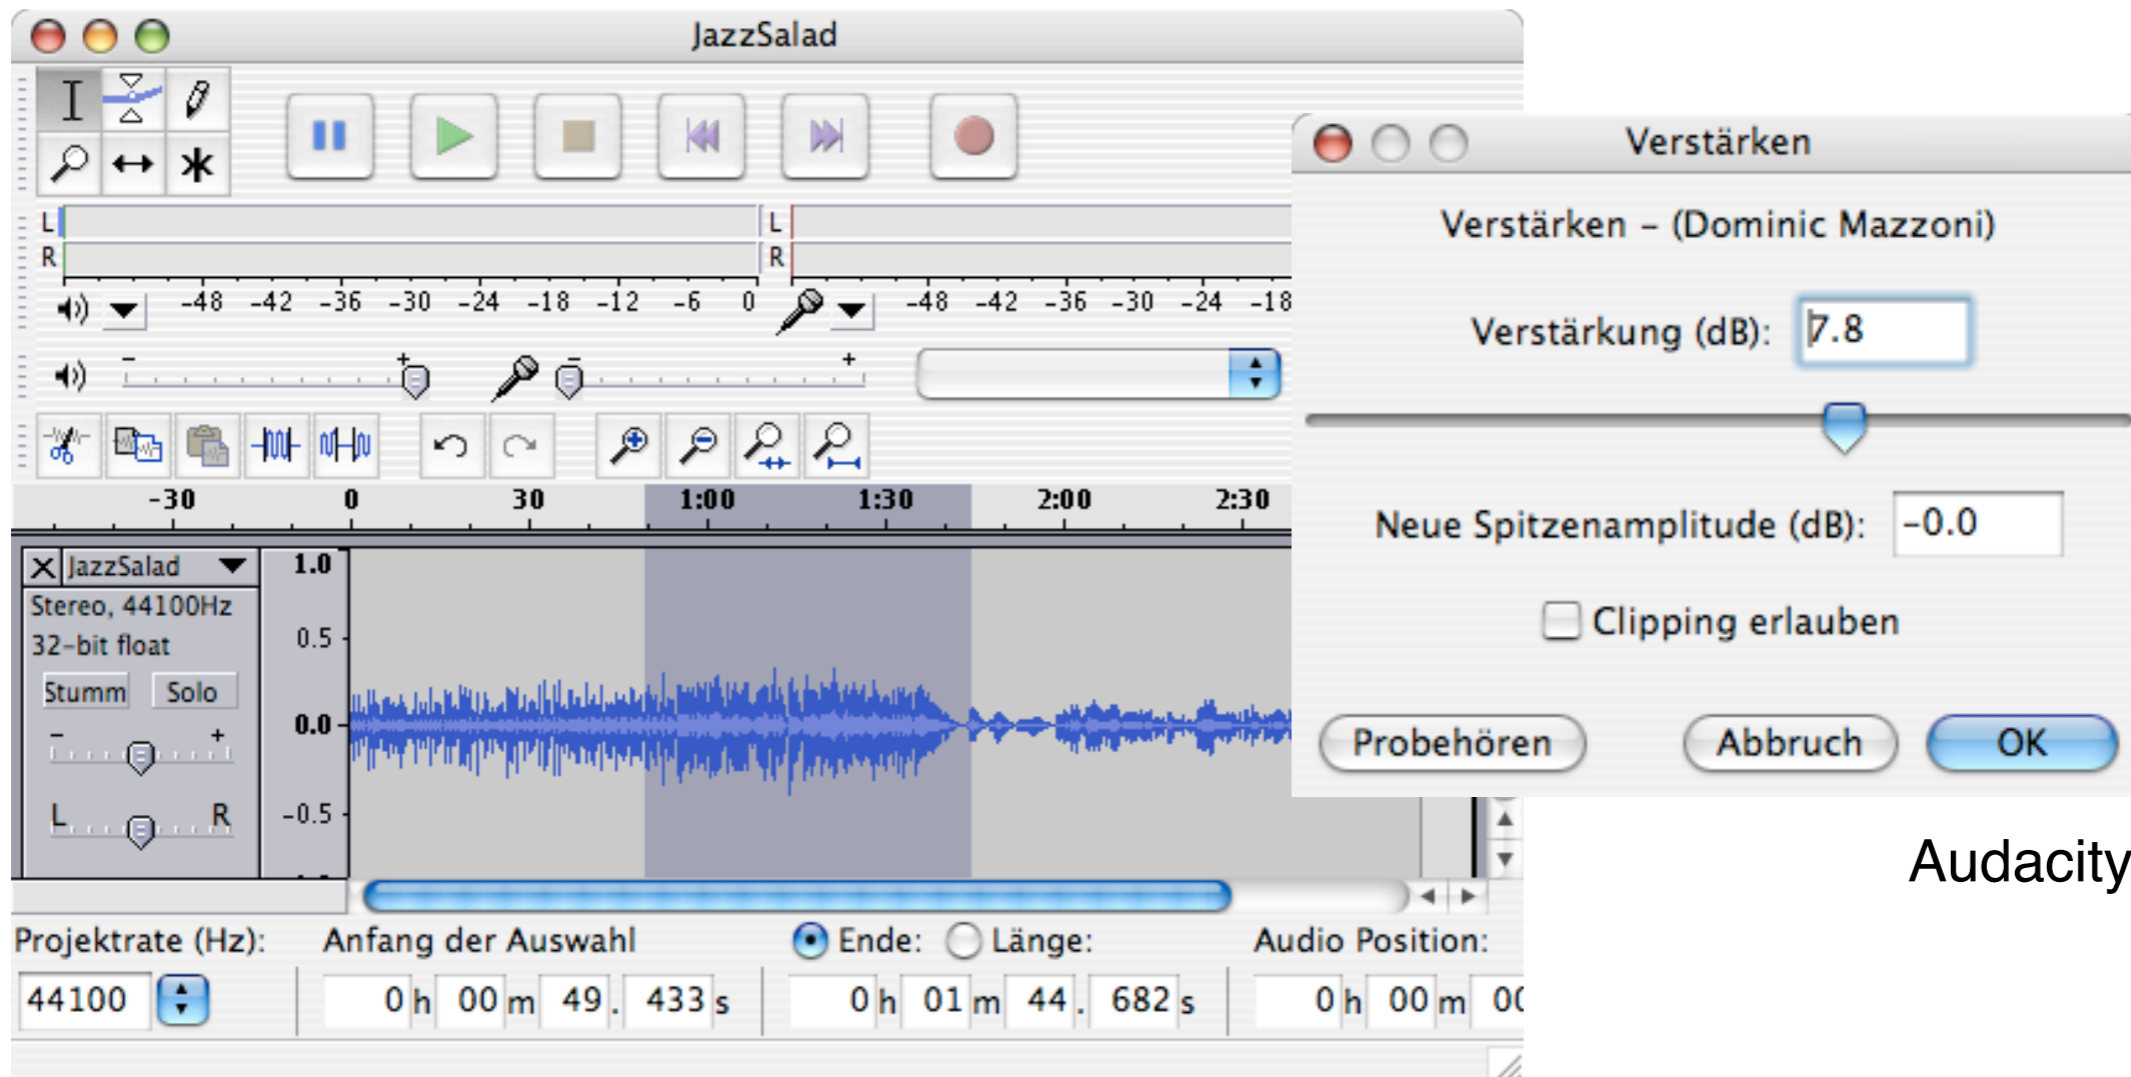 JazzSalad
L
R
L
R
-48 -42 -36 -30 -24 -18 -12 -6 0
-48 -42 -36 -30 -24 -18
- +
- +
-30 0 30 1:00 1:30 2:00 2:30
JazzSalad
Stereo, 44100Hz
32-bit float
Stumm Solo
- +
L R
1.0
0.5
0.0
-0.5
Projektrate (Hz): Anfang der Auswahl Ende: Länge: Audio Position:
44100 0 h 00 m 49 . 433 s 0 h 01 m 44 . 682 s 0 h 00 m 00
Verstärken
Verstärken – (Dominic Mazzoni)
Verstärkung (dB): 7.8
Neue Spitzenamplitude (dB): -0.0
Clipping erlauben
Probehören Abbruch OK
Audacity